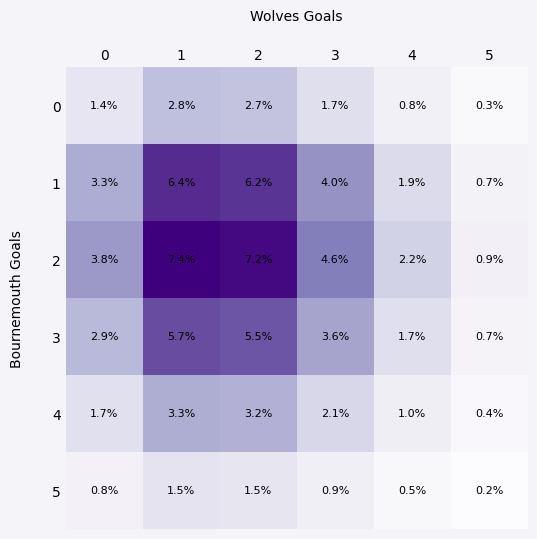 Wolves Goals
0 1 2 3 4 5
0 1.4% 2.8% 2.7% 1.7% 0.8% 0.3%
1 3.3% 6.4% 6.2% 4.0% 1.9% 0.7%
2 3.8% 7.4% 7.2% 4.6% 2.2% 0.9%
3 2.9% 5.7% 5.5% 3.6% 1.7% 0.7%
4 1.7% 3.3% 3.2% 2.1% 1.0% 0.4%
5 0.8% 1.5% 1.5% 0.9% 0.5% 0.2%
Bournemouth Goals